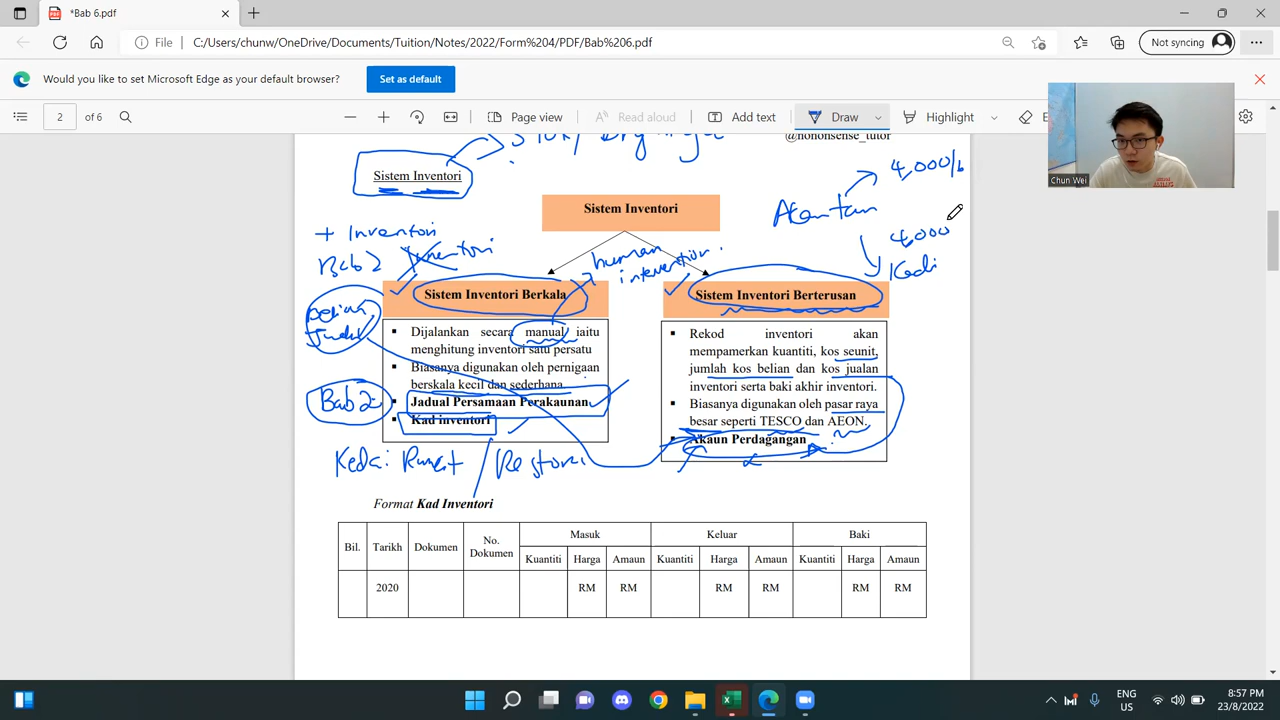 *Bab 6.pdf
File C:/Users/chunw/OneDrive/Documents/Tuition/Notes/2022/Form%204/PDF/Bab%206.pdf
Not syncing
Would you like to set Microsoft Edge as your default browser?
Set as default
2 of 6
Page view
Read aloud
Add text
Draw
Highlight
Erase
@nononsense_tutor
Chun Wei
Sistem Inventori
4,000/b
Sistem Inventori
Akauntan
+ Inventori
4,000
Bab 2
Inventori
human
intervention
Kedi
Sistem Inventori Berkala
Sistem Inventori Berterusan
▪ Dijalankan secara manual iaitu
menghitung inventori satu persatu
▪ Biasanya digunakan oleh pernigaan
berskala kecil dan sederhana.
▪ Jadual Persamaan Perakaunan
▪ Kad inventori
▪ Rekod inventori akan
mempamerkan kuantiti, kos seunit,
jumlah kos belian dan kos jualan
inventori serta baki akhir inventori.
▪ Biasanya digunakan oleh pasar raya
besar seperti TESCO dan AEON.
▪ Akaun Perdagangan
Bab 2
Kedai Runcit / Restoran
Format Kad Inventori
Bil. Tarikh Dokumen No. Dokumen Masuk Keluar Baki
Kuantiti Harga Amaun Kuantiti Harga Amaun Kuantiti Harga Amaun
2020 RM RM RM RM RM RM
ENG
US
8:57 PM
23/8/2022